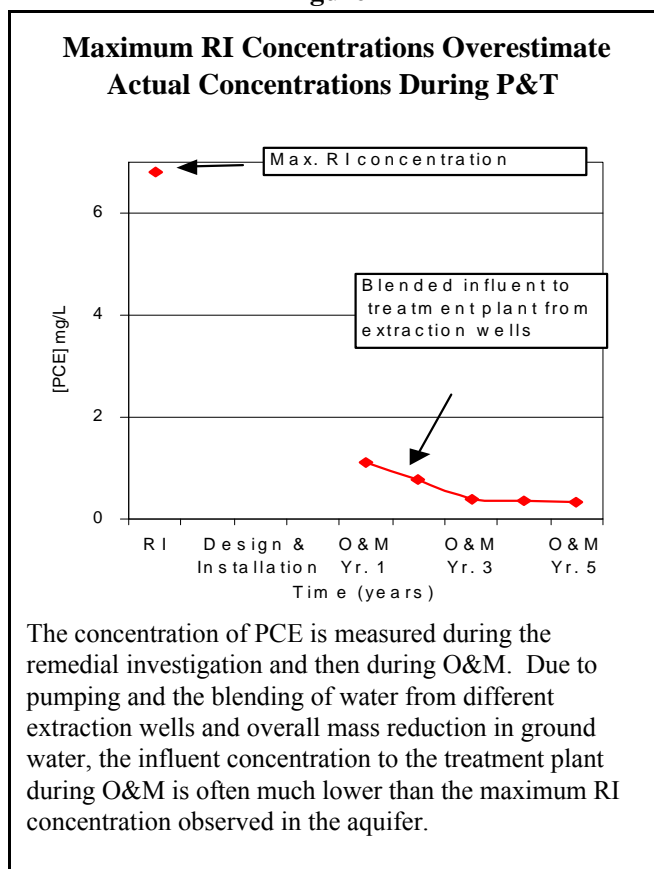 Maximum RI Concentrations Overestimate
Actual Concentrations During P&T
Max. RI concentration
6
Blended influent to
treatment plant from
extraction wells
4
[PCE] mg/L
2
0
RI Design & O&M O&M O&M
Installation Yr. 1 Yr. 3 Yr. 5
Time (years)
The concentration of PCE is measured during the
remedial investigation and then during O&M. Due to
pumping and the blending of water from different
extraction wells and overall mass reduction in ground
water, the influent concentration to the treatment plant
during O&M is often much lower than the maximum RI
concentration observed in the aquifer.